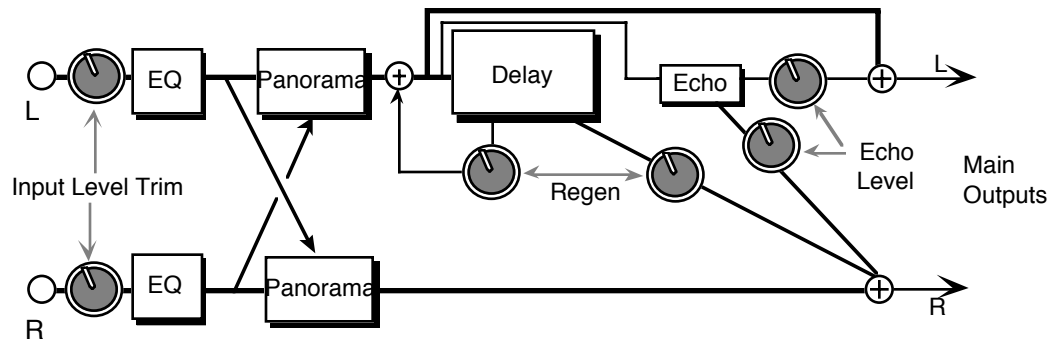 L
EQ
Panorama
+
Delay
Echo
+
L
Input Level Trim
Regen
Echo
Level
Main
Outputs
R
EQ
Panorama
+
R